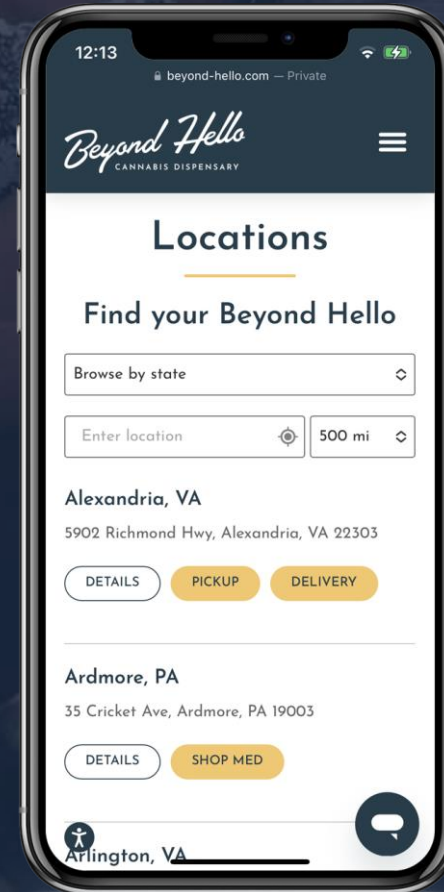 12:13
beyond-hello.com — Private
Beyond Hello
CANNABIS DISPENSARY
Locations
Find your Beyond Hello
Browse by state
Enter location 500 mi
Alexandria, VA
5902 Richmond Hwy, Alexandria, VA 22303
DETAILS PICKUP DELIVERY
Ardmore, PA
35 Cricket Ave, Ardmore, PA 19003
DETAILS SHOP MED
Arlington, VA